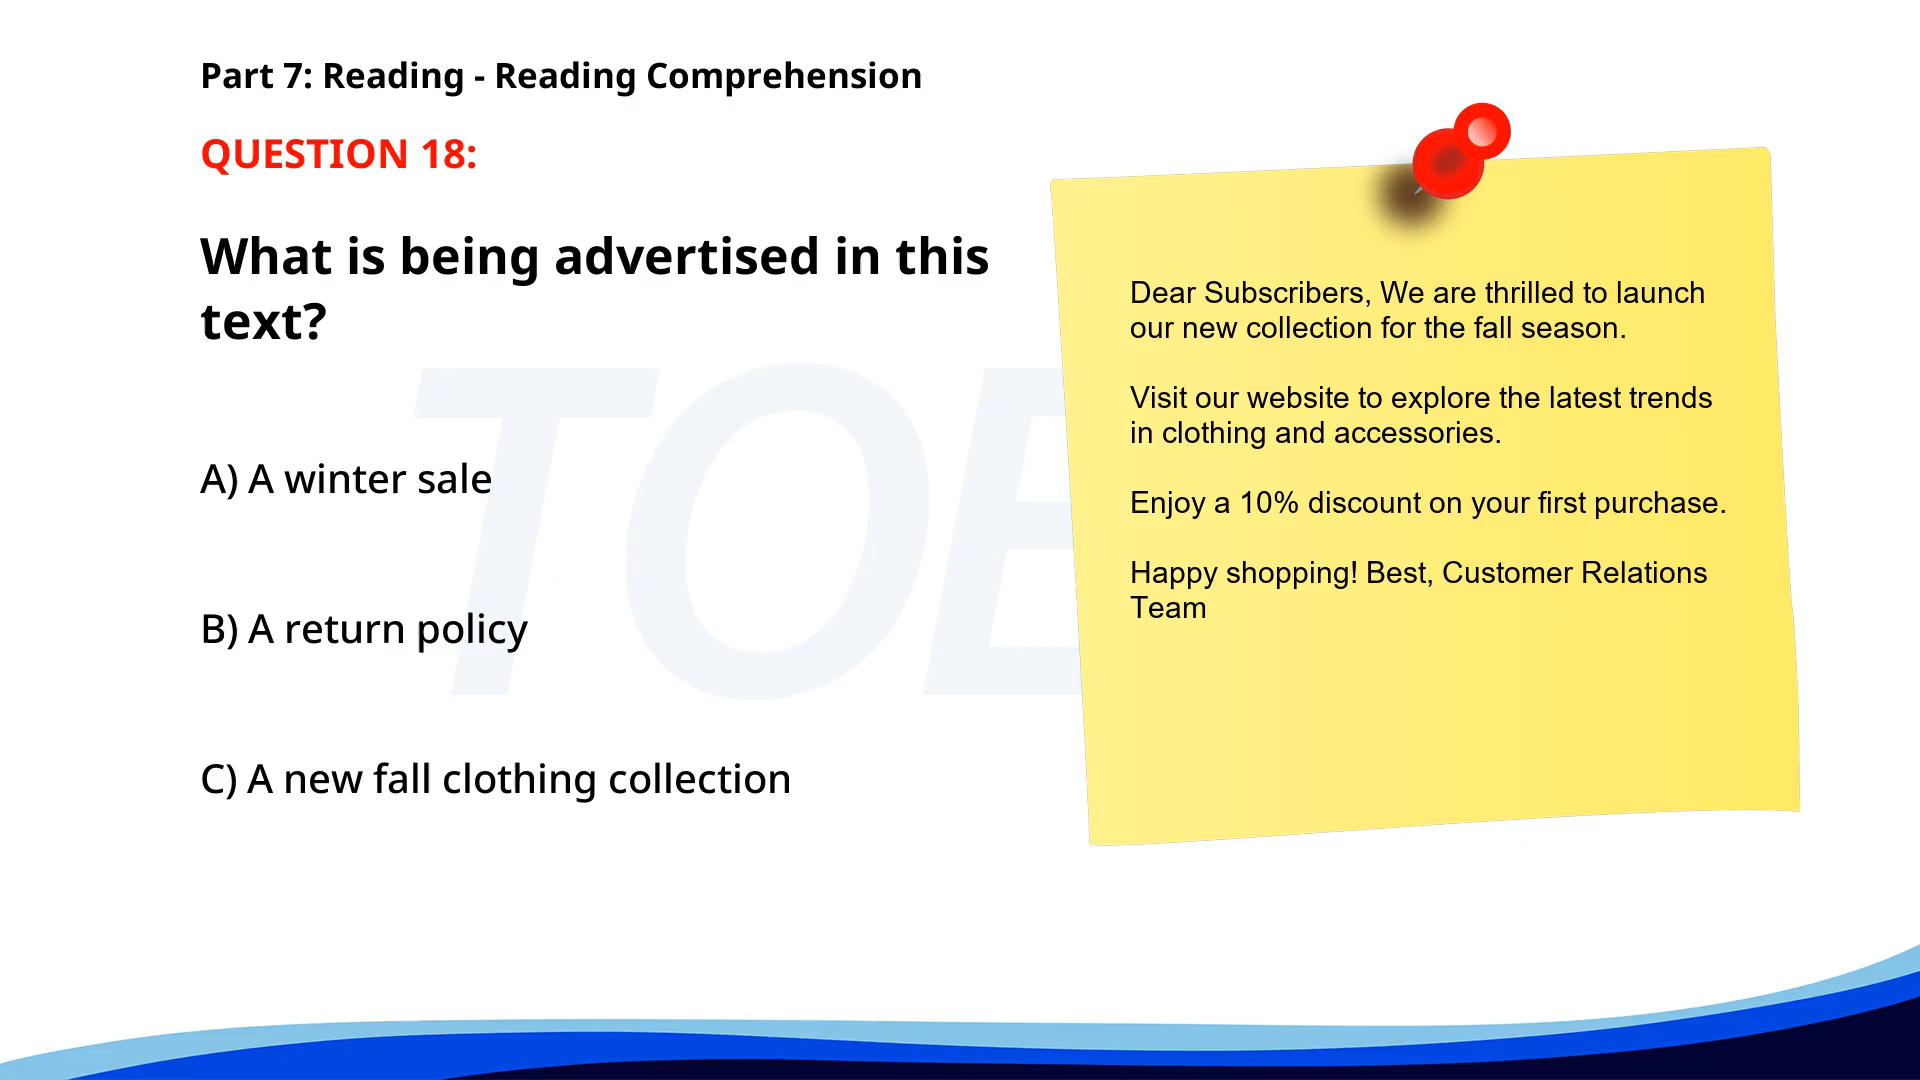 Part 7: Reading - Reading Comprehension
QUESTION 18:
What is being advertised in this
text?
A) A winter sale
B) A return policy
C) A new fall clothing collection
Dear Subscribers, We are thrilled to launch
our new collection for the fall season.
Visit our website to explore the latest trends
in clothing and accessories.
Enjoy a 10% discount on your first purchase.
Happy shopping! Best, Customer Relations
Team
TOE